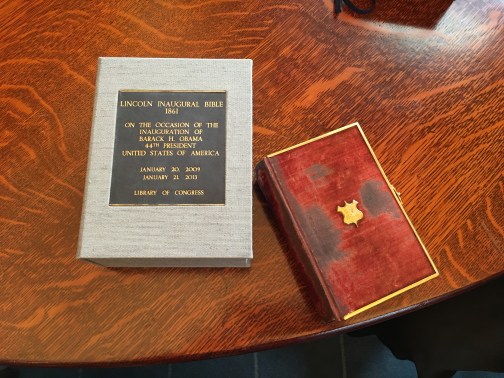 LINCOLN INAUGURAL BIBLE
1861
ON THE OCCASION OF THE
INAUGURATION OF
BARACK H. OBAMA
44TH PRESIDENT
UNITED STATES OF AMERICA
JANUARY 20, 2009
JANUARY 21, 2013
LIBRARY OF CONGRESS